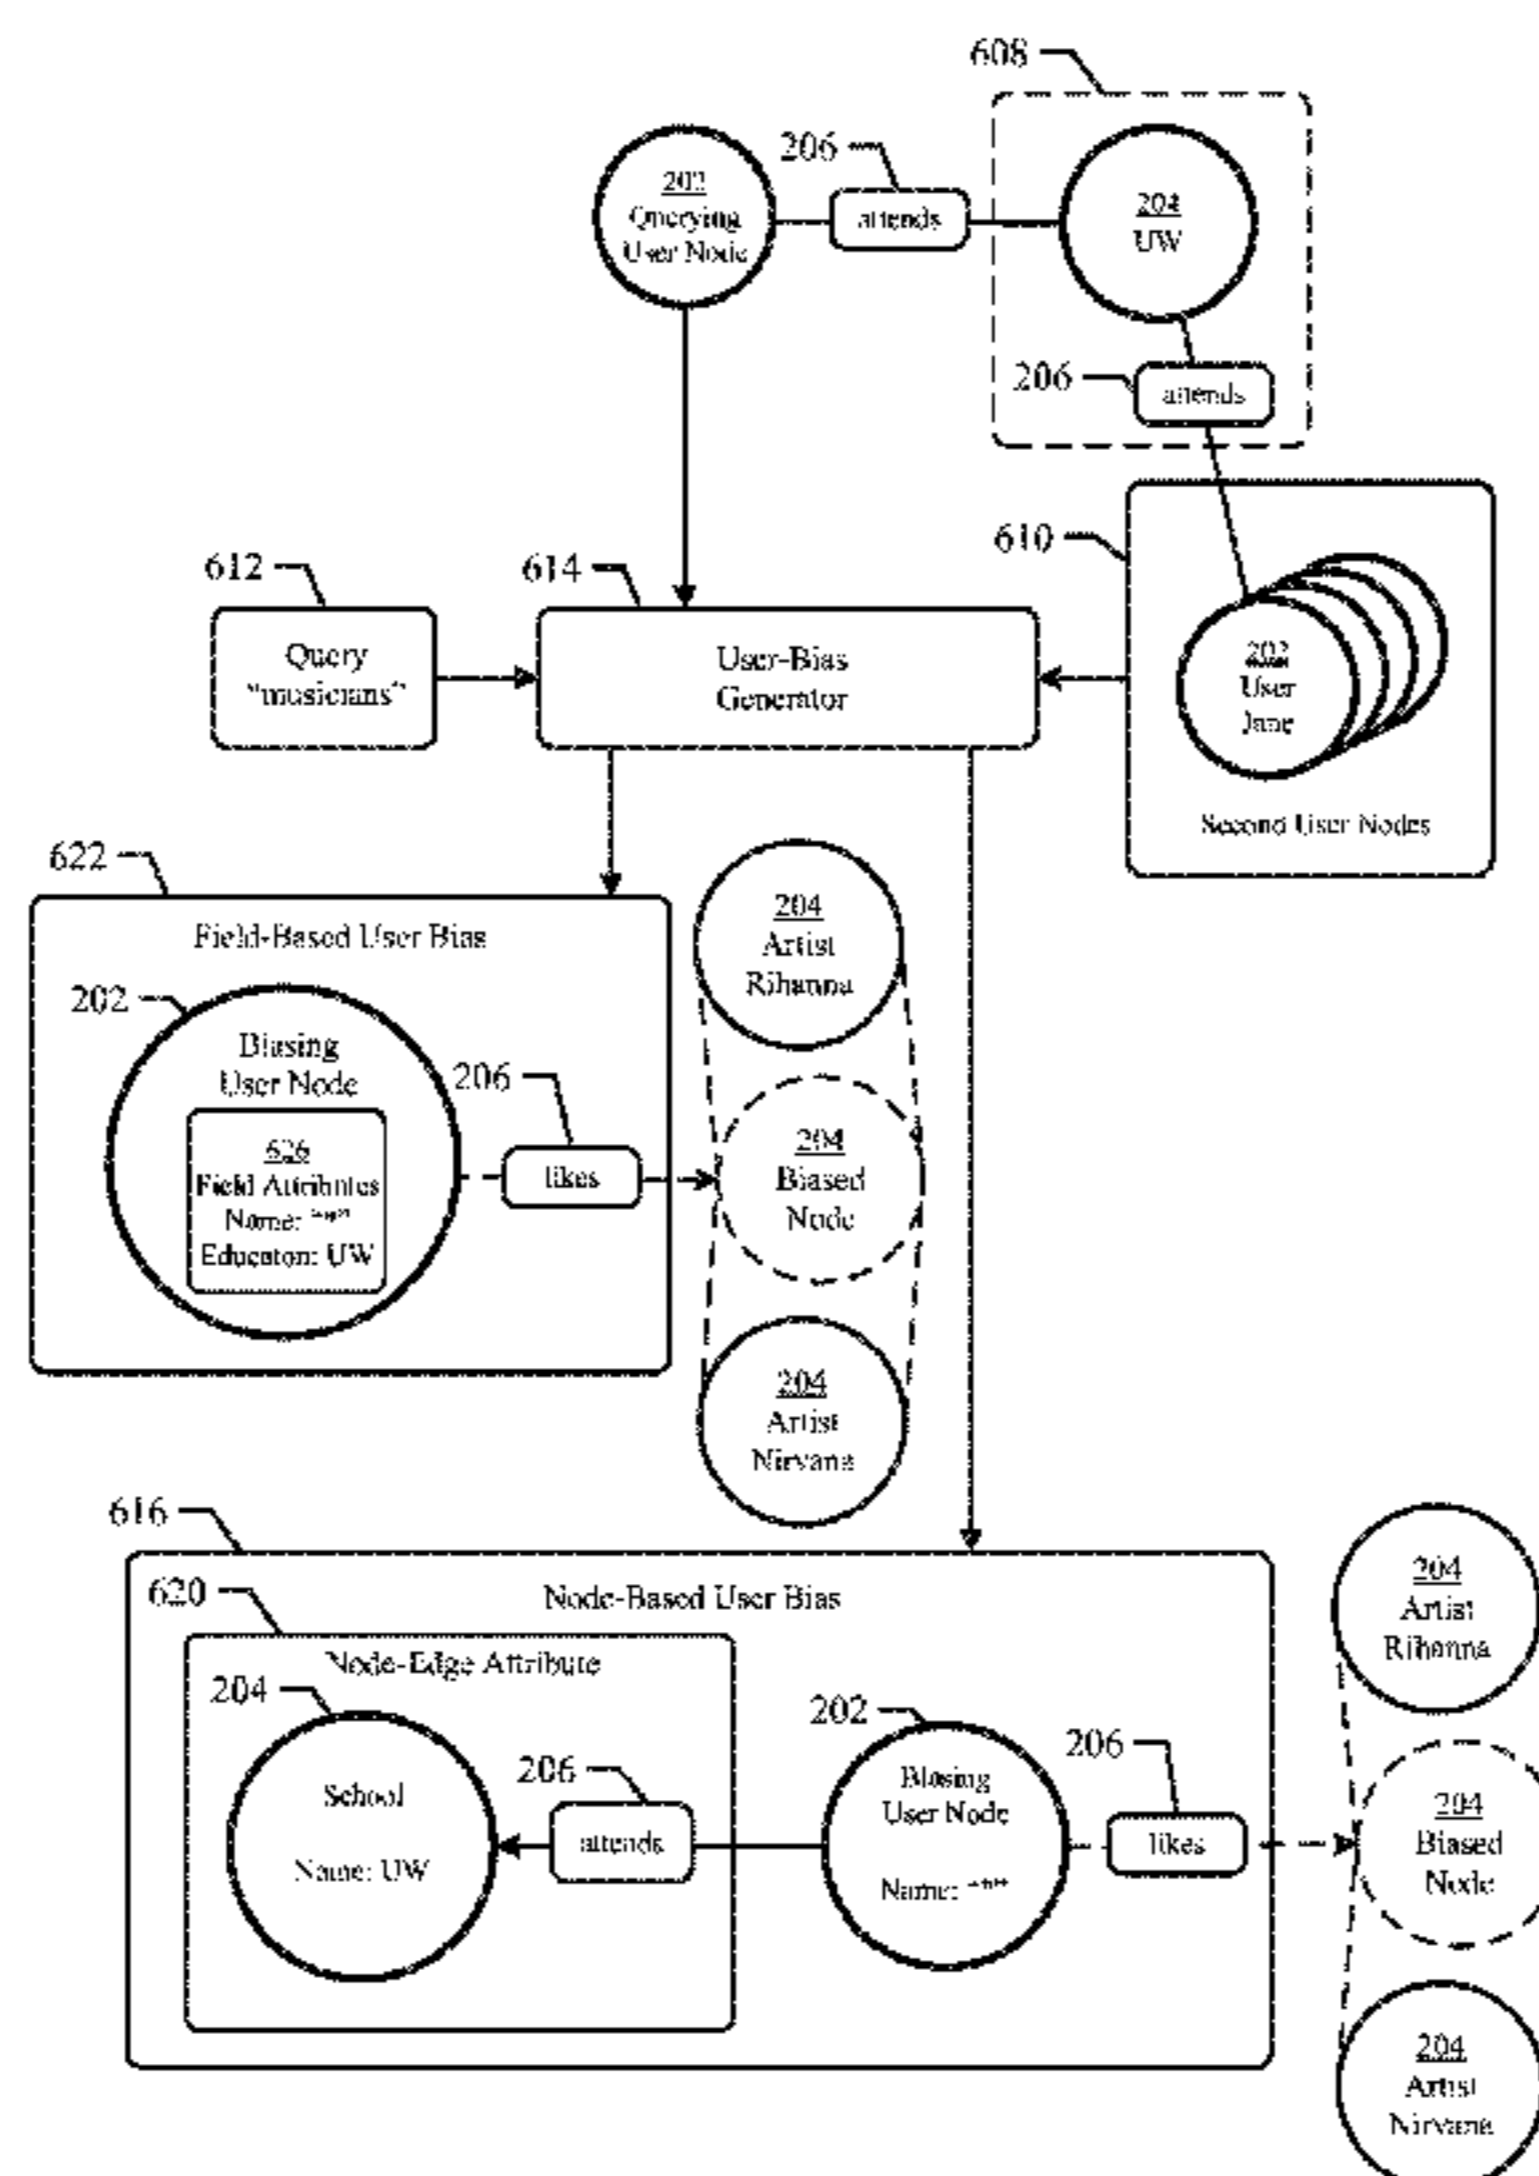 608
206
202
Querying
User Node
attends
204
UW
206
attends
610
612
614
Query
"musicians"
User-Bias
Generator
202
User
Jane
Second User Nodes
622
Field-Based User Bias
202
Biasing
User Node
626
Field Attributes
Name: "*"
Educaton: UW
206
likes
204
Artist
Rihanna
204
Biased
Node
204
Artist
Nirvana
616
Node-Based User Bias
620
Node-Edge Attribute
204
School
Name: UW
206
attends
202
Biasing
User Node
Name: "*"
206
likes
204
Artist
Rihanna
204
Biased
Node
204
Artist
Nirvana